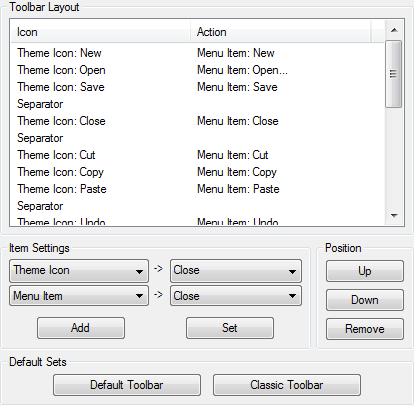 Toolbar Layout
Icon Action
Theme Icon: New Menu Item: New
Theme Icon: Open Menu Item: Open...
Theme Icon: Save Menu Item: Save
Separator
Theme Icon: Close Menu Item: Close
Separator
Theme Icon: Cut Menu Item: Cut
Theme Icon: Copy Menu Item: Copy
Theme Icon: Paste Menu Item: Paste
Separator
Theme Icon: Undo Menu Item: Undo
Item Settings Position
Theme Icon -> Close Up
Menu Item -> Close Down
Add Set Remove
Default Sets
Default Toolbar Classic Toolbar